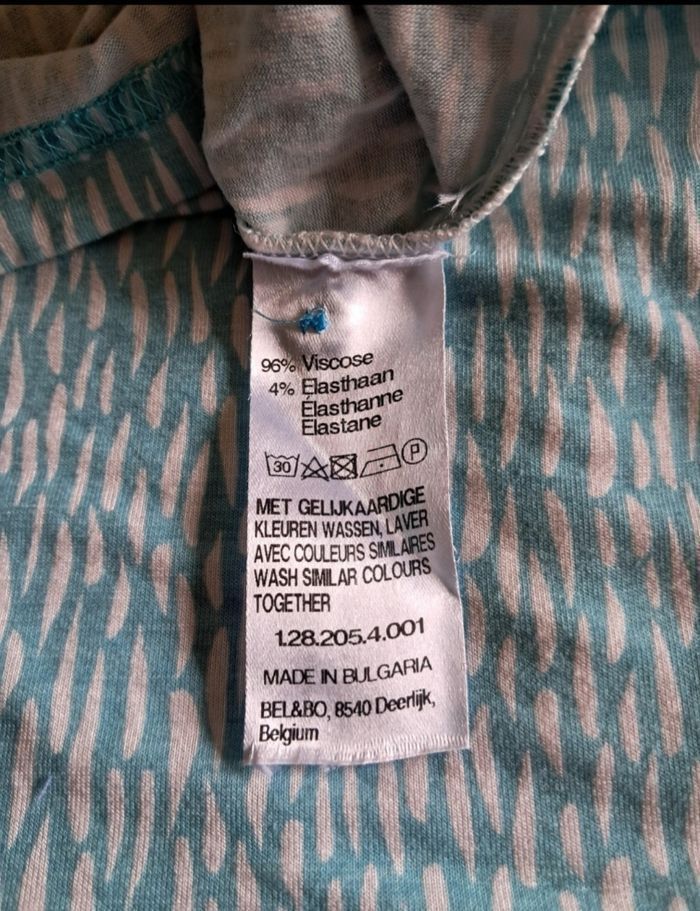 96% Viscose
4% Elasthaan
Élasthanne
Elastane
30 P
MET GELIJKAARDIGE
KLEUREN WASSEN, LAVER
AVEC COULEURS SIMILAIRES
WASH SIMILAR COLOURS
TOGETHER
1.28.205.4.001
MADE IN BULGARIA
BEL&BO, 8540 Deerlijk,
Belgium